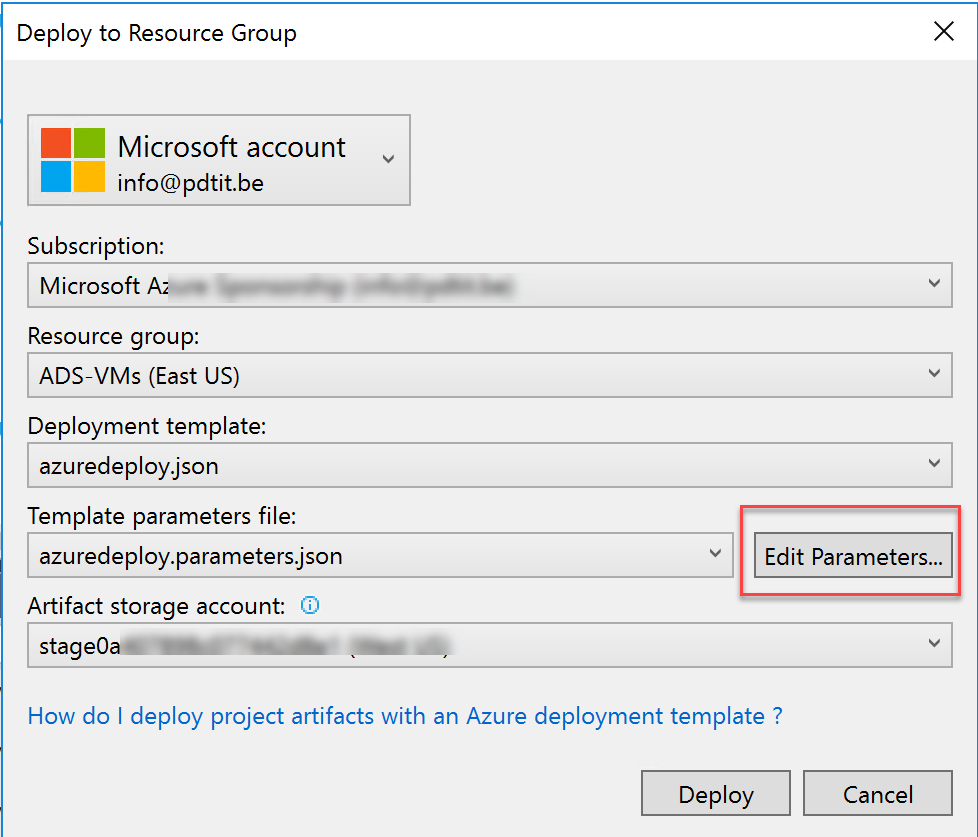 Deploy to Resource Group
Microsoft account
info@pdtit.be
Subscription:
Microsoft Az
Resource group:
ADS-VMs (East US)
Deployment template:
azuredeploy.json
Template parameters file:
azuredeploy.parameters.json
Edit Parameters...
Artifact storage account:
stage0a
How do I deploy project artifacts with an Azure deployment template ?
Deploy
Cancel